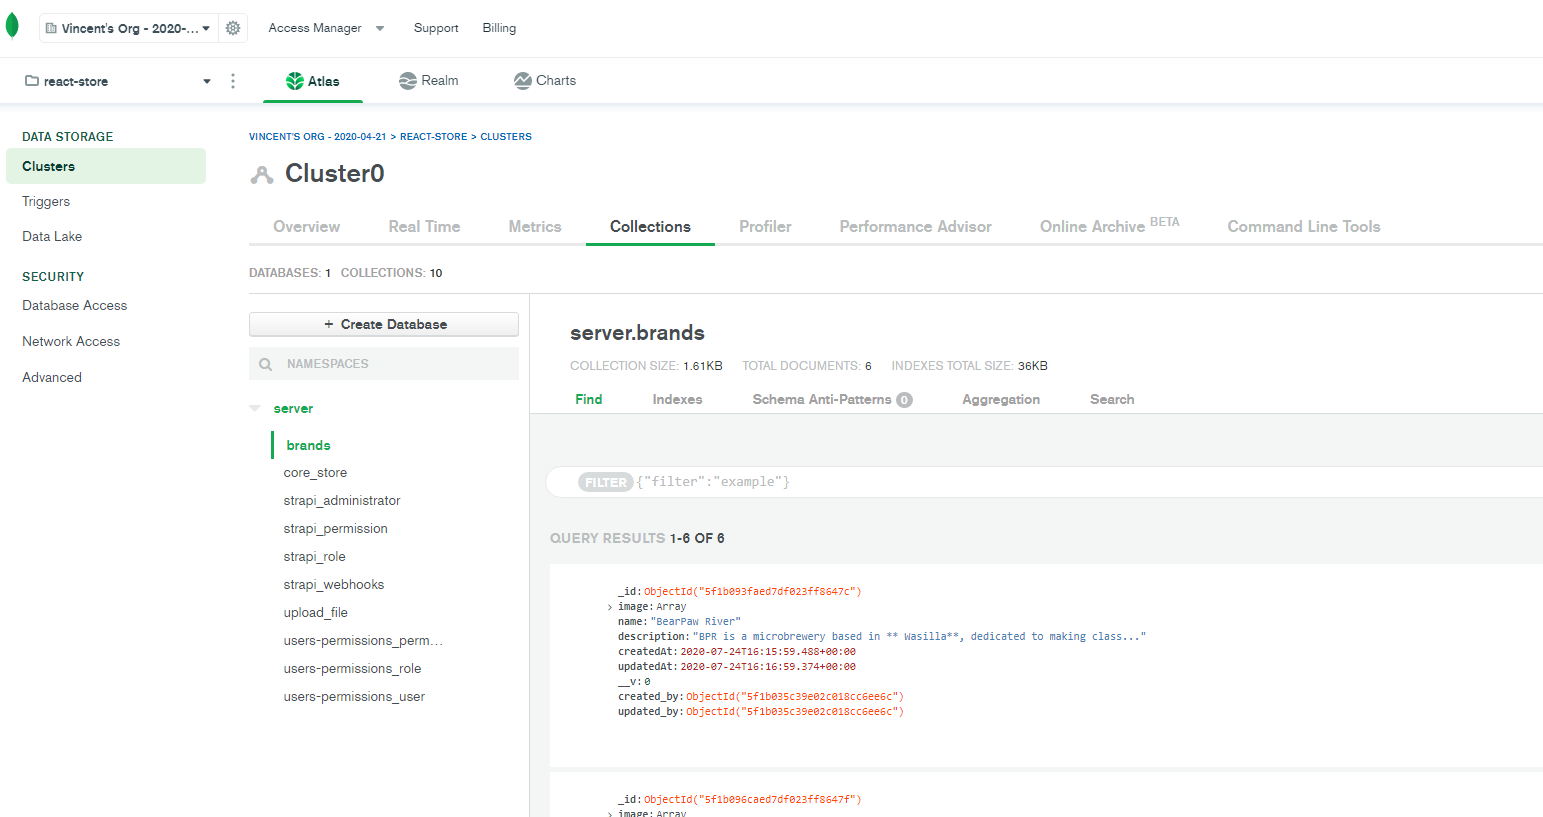 Vincent's Org - 2020-...
Access Manager
Support
Billing
react-store
Atlas
Realm
Charts
DATA STORAGE
Clusters
Triggers
Data Lake
SECURITY
Database Access
Network Access
Advanced
VINCENT'S ORG - 2020-04-21 > REACT-STORE > CLUSTERS
Cluster0
Overview
Real Time
Metrics
Collections
Profiler
Performance Advisor
Online Archive BETA
Command Line Tools
DATABASES: 1 COLLECTIONS: 10
+ Create Database
NAMESPACES
server
brands
core_store
strapi_administrator
strapi_permission
strapi_role
strapi_webhooks
upload_file
users-permissions_perm...
users-permissions_role
users-permissions_user
server.brands
COLLECTION SIZE: 1.61KB TOTAL DOCUMENTS: 6 INDEXES TOTAL SIZE: 36KB
Find
Indexes
Schema Anti-Patterns 0
Aggregation
Search
FILTER {"filter":"example"}
QUERY RESULTS 1-6 OF 6
_id: ObjectId("5f1b093faed7df023ff8647c")
> image: Array
name: "BearPaw River"
description: "BPR is a microbrewery based in ** Wasilla**, dedicated to making class..."
createdAt: 2020-07-24T16:15:59.488+00:00
updatedAt: 2020-07-24T16:16:59.374+00:00
__v: 0
created_by: ObjectId("5f1b035c39e02c018cc6ee6c")
updated_by: ObjectId("5f1b035c39e02c018cc6ee6c")
_id: ObjectId("5f1b096caed7df023ff8647f")
> image: Array